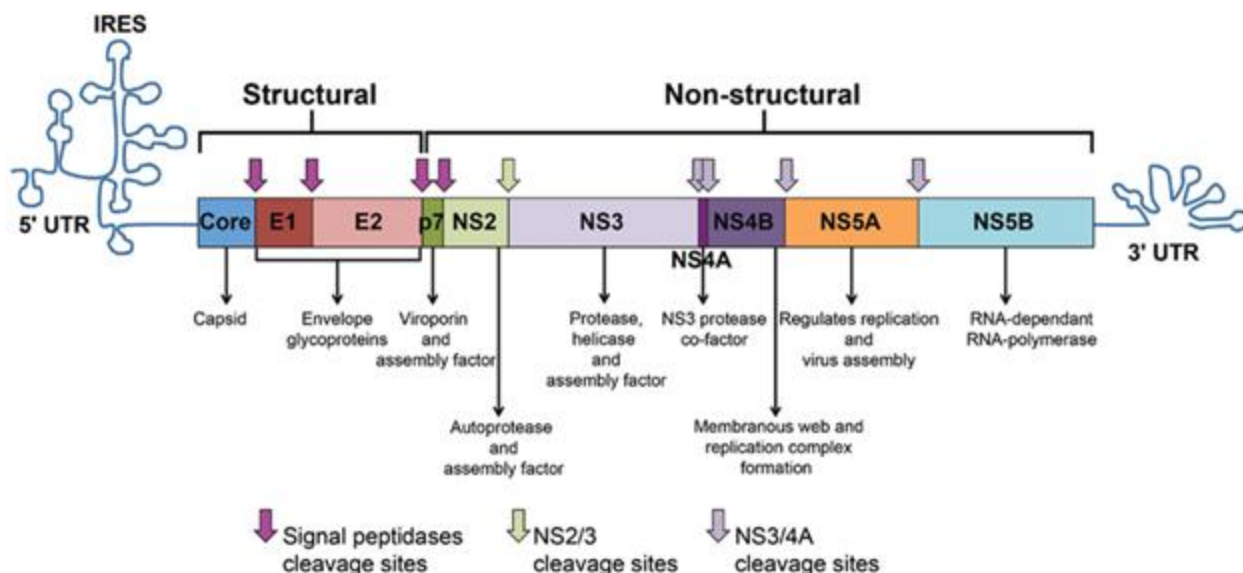 IRES
Structural
Non-structural
5' UTR
Core
E1
E2
p7
NS2
NS3
NS4A
NS4B
NS5A
NS5B
3' UTR
Capsid
Envelope
glycoproteins
Viroporin
and
assembly factor
Autoprotease
and
assembly factor
Protease,
helicase
and
assembly factor
NS3 protease
co-factor
Membranous web and
replication complex
formation
Regulates replication
and
virus assembly
RNA-dependant
RNA-polymerase
Signal peptidases
cleavage sites
NS2/3
cleavage sites
NS3/4A
cleavage sites